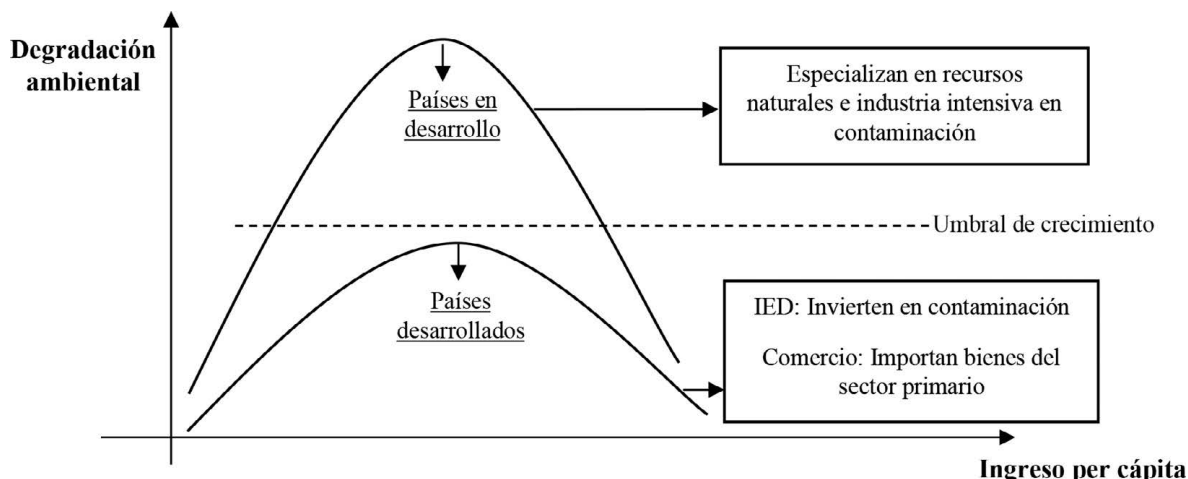 Degradación
ambiental
Países en
desarrollo
Especializan en recursos
naturales e industria intensiva en
contaminación
Umbral de crecimiento
Países
desarrollados
IED: Invierten en contaminación
Comercio: Importan bienes del
sector primario
Ingreso per cápita